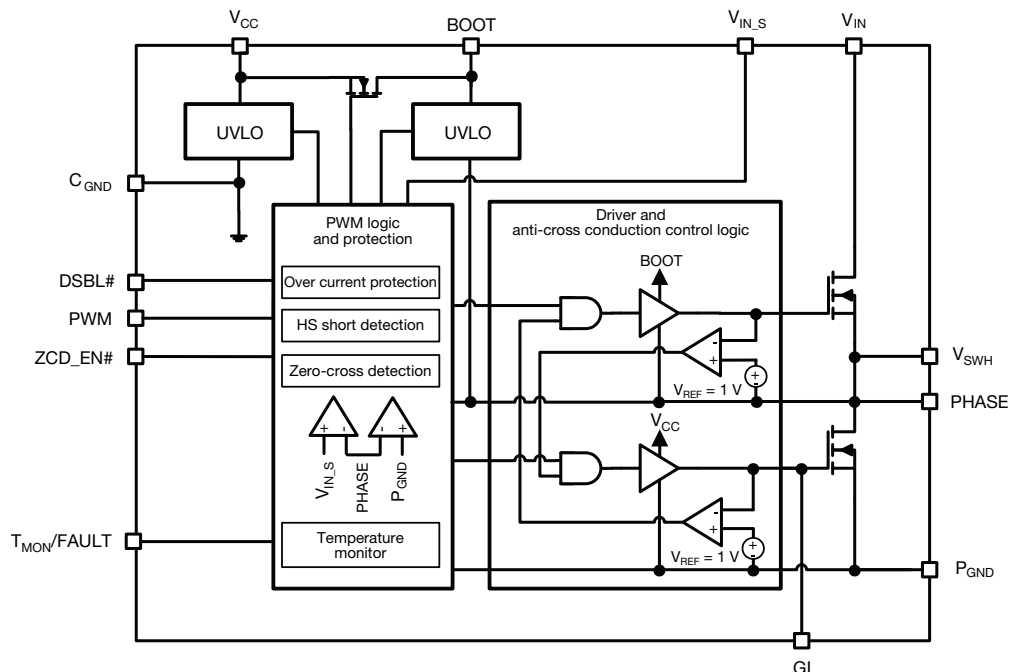 VCC
BOOT
VIN_S
VIN
UVLO
UVLO
CGND
PWM logic
and protection
Driver and
anti-cross conduction control logic
DSBL#
Over current protection
BOOT
PWM
HS short detection
ZCD_EN#
Zero-cross detection
- +
+ -
VSWH
VREF = 1 V
PHASE
+ -
- +
VCC
VIN_S
PHASE
PGND
- +
+ -
TMON/FAULT
Temperature
monitor
VREF = 1 V
PGND